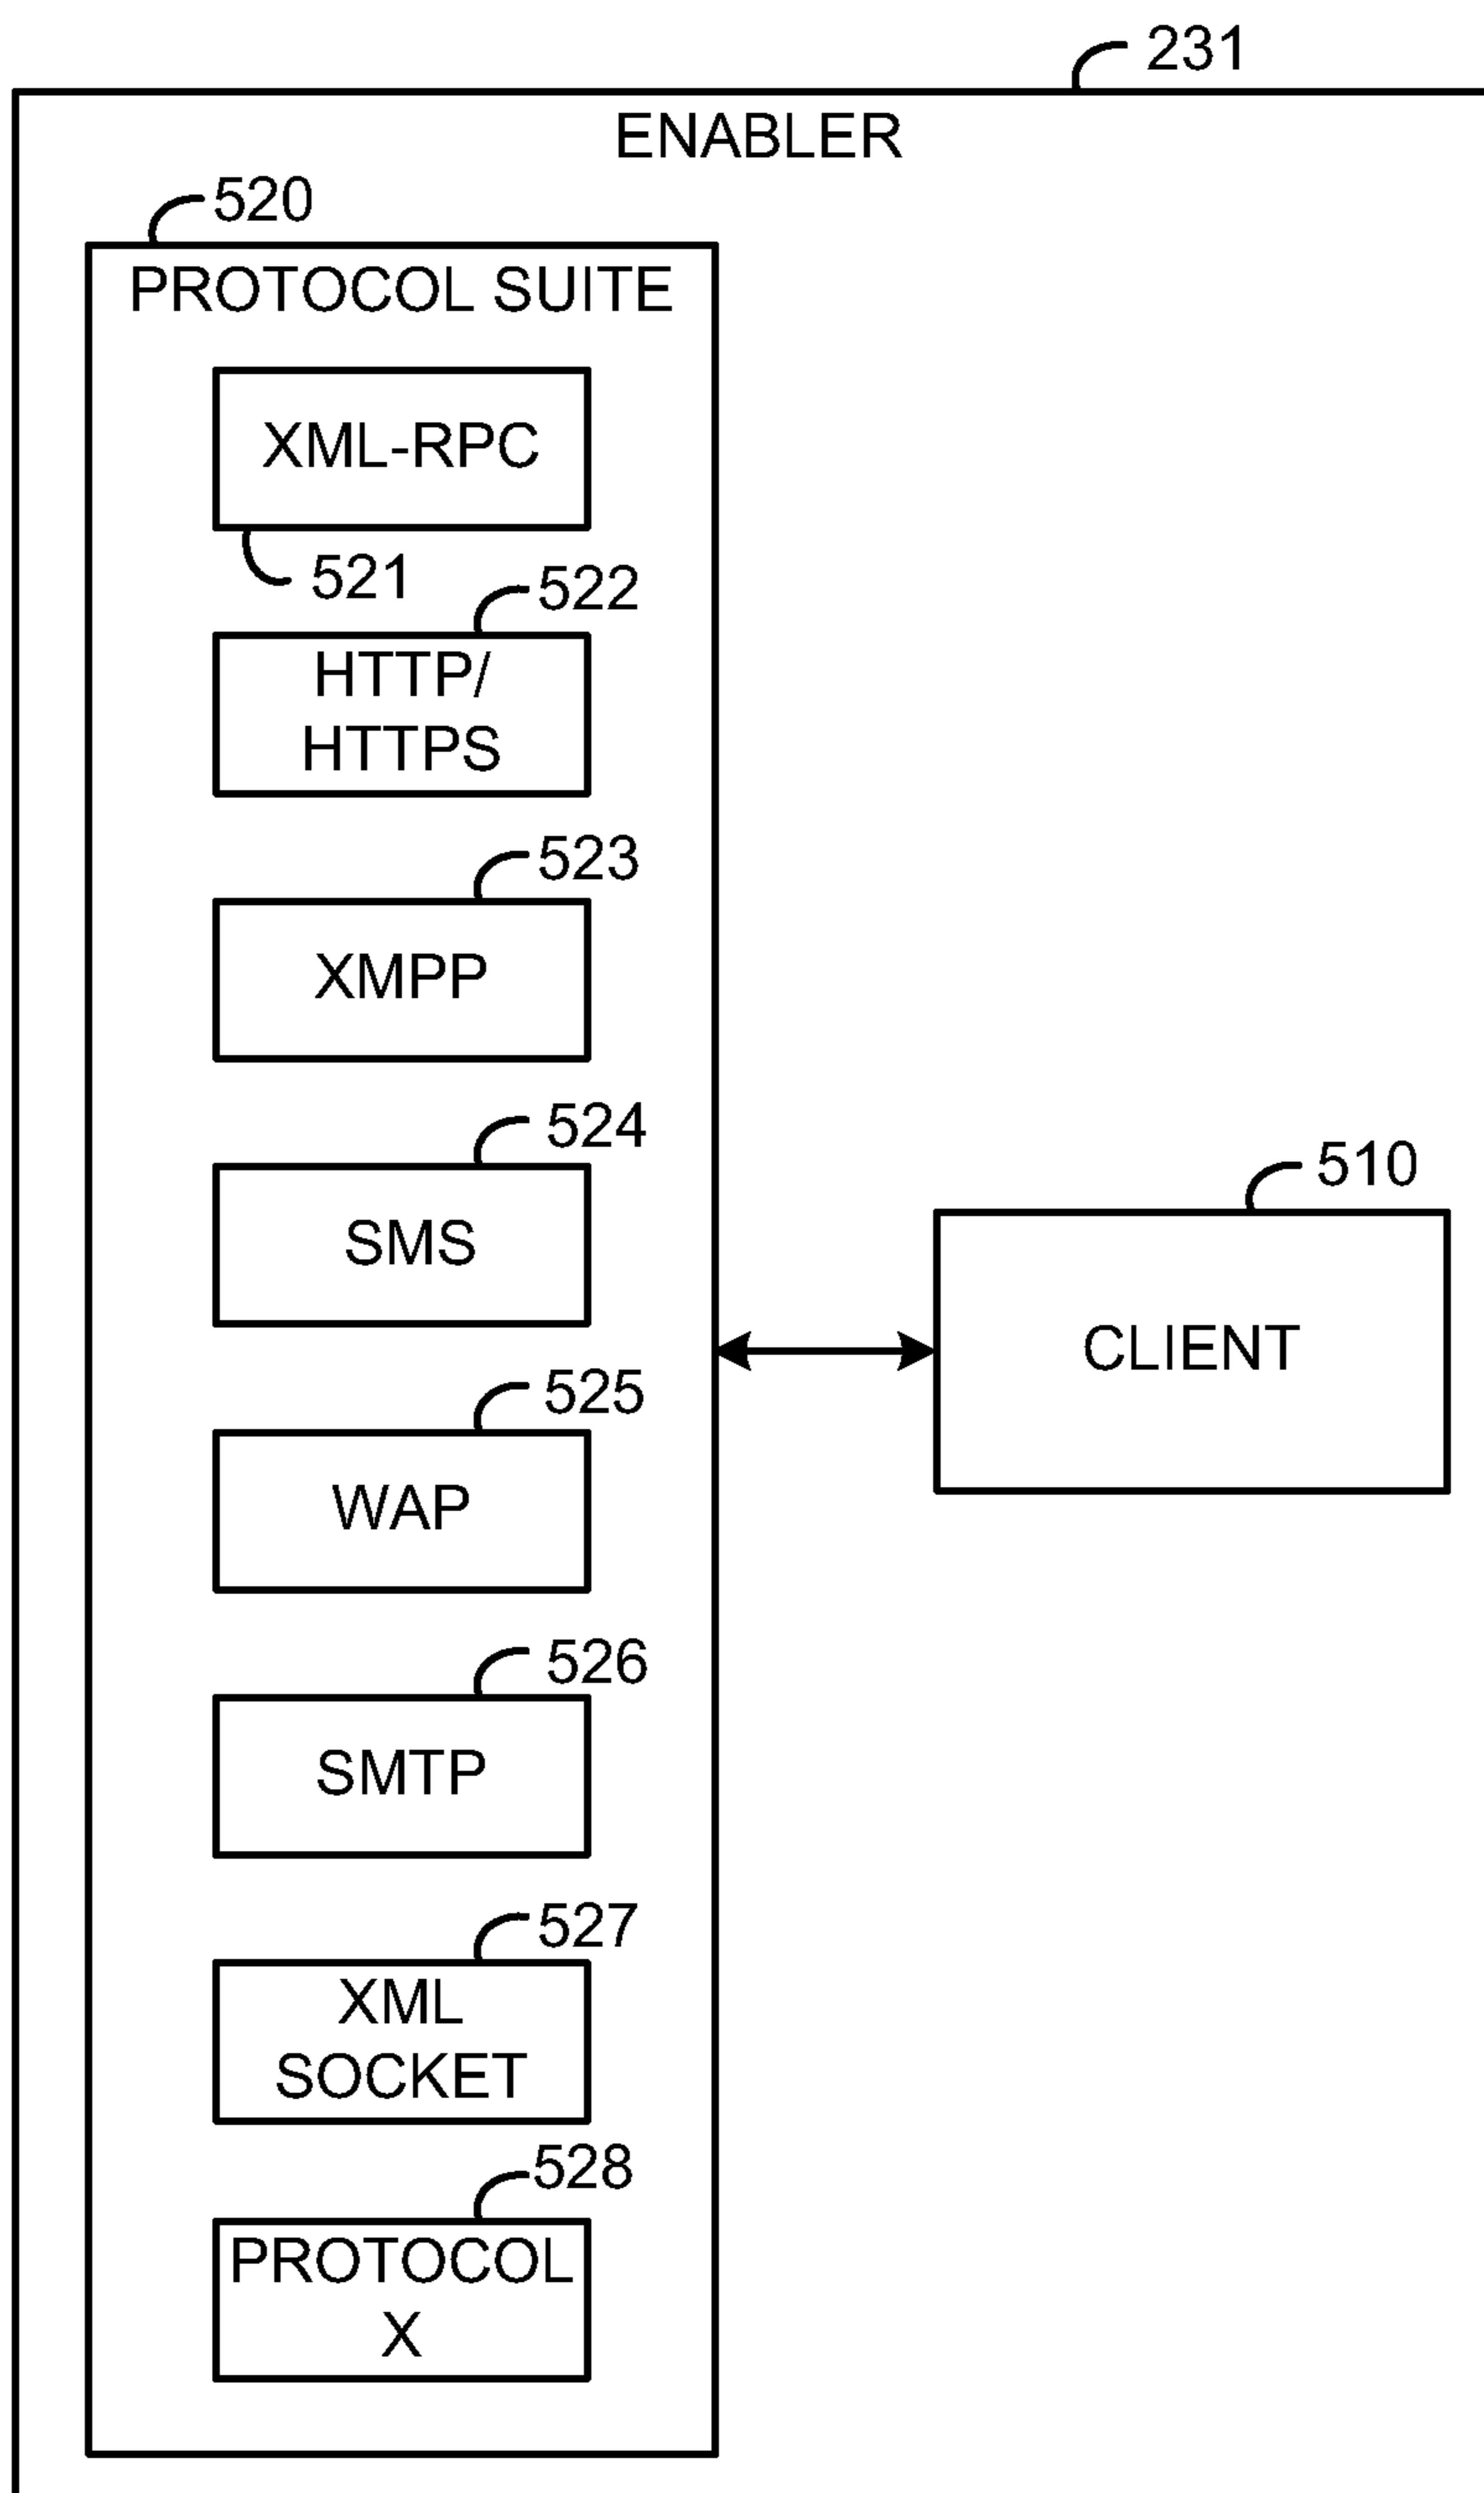 231
ENABLER
520
PROTOCOL SUITE
XML-RPC
521
522
HTTP/
HTTPS
523
XMPP
524
SMS
510
CLIENT
525
WAP
526
SMTP
527
XML
SOCKET
528
PROTOCOL
X